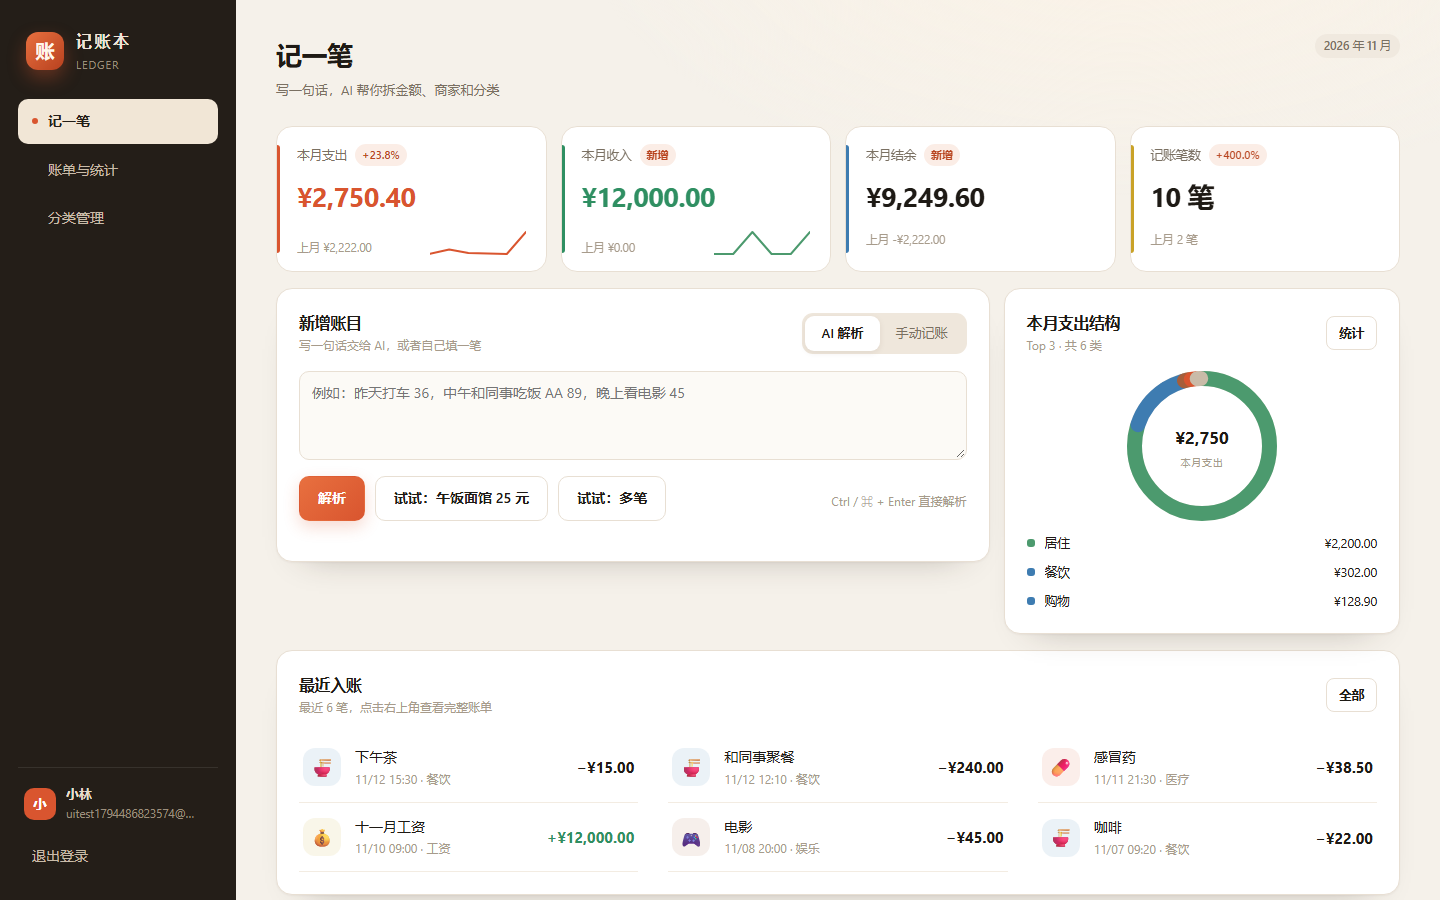 账
记账本
LEDGER
记一笔
账单与统计
分类管理
小
小林
uitest1794486823574@...
退出登录
记一笔
写一句话，AI 帮你拆金额、商家和分类
2026 年 11 月
本月支出 +23.8%
¥2,750.40
上月 ¥2,222.00
本月收入 新增
¥12,000.00
上月 ¥0.00
本月结余 新增
¥9,249.60
上月 -¥2,222.00
记账笔数 +400.0%
10 笔
上月 2 笔
新增账目
写一句话交给 AI，或者自己填一笔
AI 解析 手动记账
例如：昨天打车 36，中午和同事吃饭 AA 89，晚上看电影 45
解析 试试：午饭面馆 25 元 试试：多笔 Ctrl / ⌘ + Enter 直接解析
本月支出结构
Top 3 · 共 6 类
统计
¥2,750
本月支出
居住 ¥2,200.00
餐饮 ¥302.00
购物 ¥128.90
最近入账
最近 6 笔，点击右上角查看完整账单
全部
下午茶
11/12 15:30 · 餐饮
−¥15.00
和同事聚餐
11/12 12:10 · 餐饮
−¥240.00
感冒药
11/11 21:30 · 医疗
−¥38.50
十一月工资
11/10 09:00 · 工资
+¥12,000.00
电影
11/08 20:00 · 娱乐
−¥45.00
咖啡
11/07 09:20 · 餐饮
−¥22.00